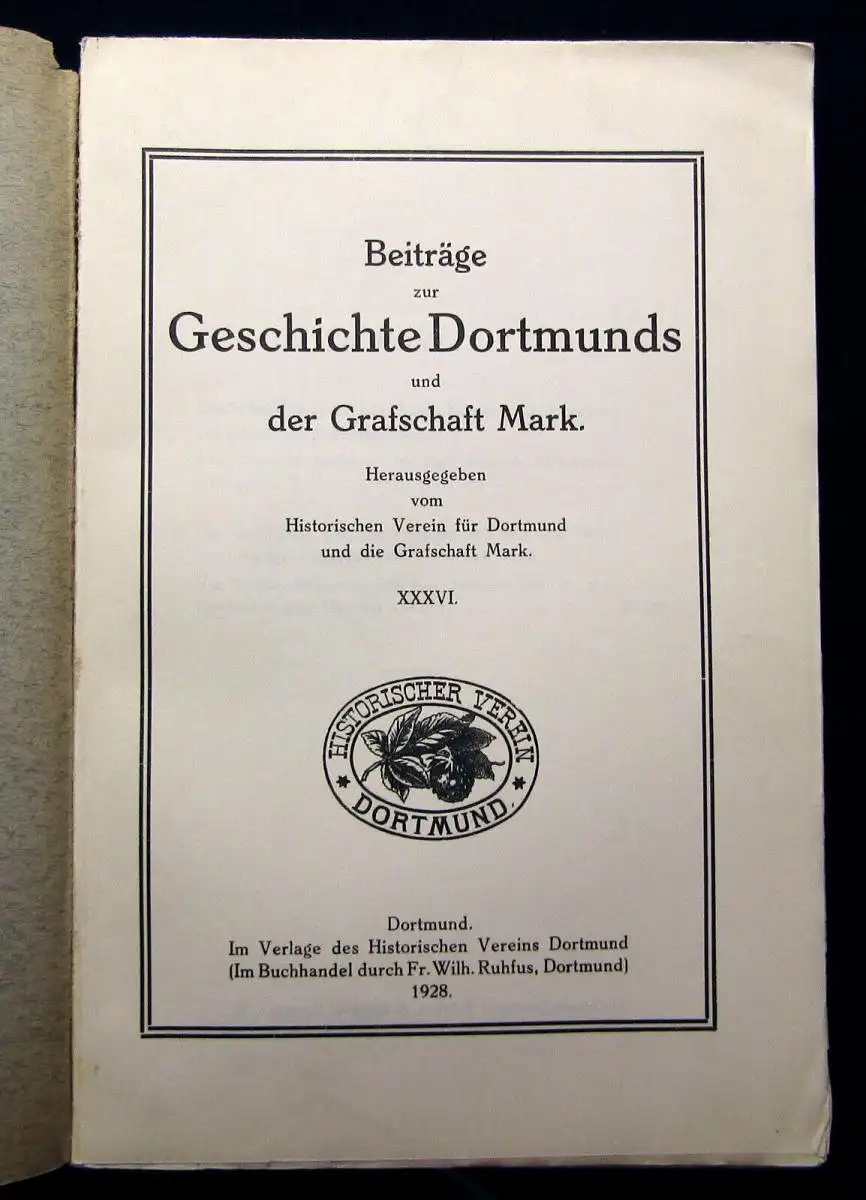 Beiträge
zur
Geschichte Dortmunds
und
der Grafschaft Mark.
Herausgegeben
vom
Historischen Verein für Dortmund
und die Grafschaft Mark.
XXXVI.
HISTORISCHER VEREIN
DORTMUND.
Dortmund.
Im Verlage des Historischen Vereins Dortmund
(Im Buchhandel durch Fr. Wilh. Ruhfus, Dortmund)
1928.